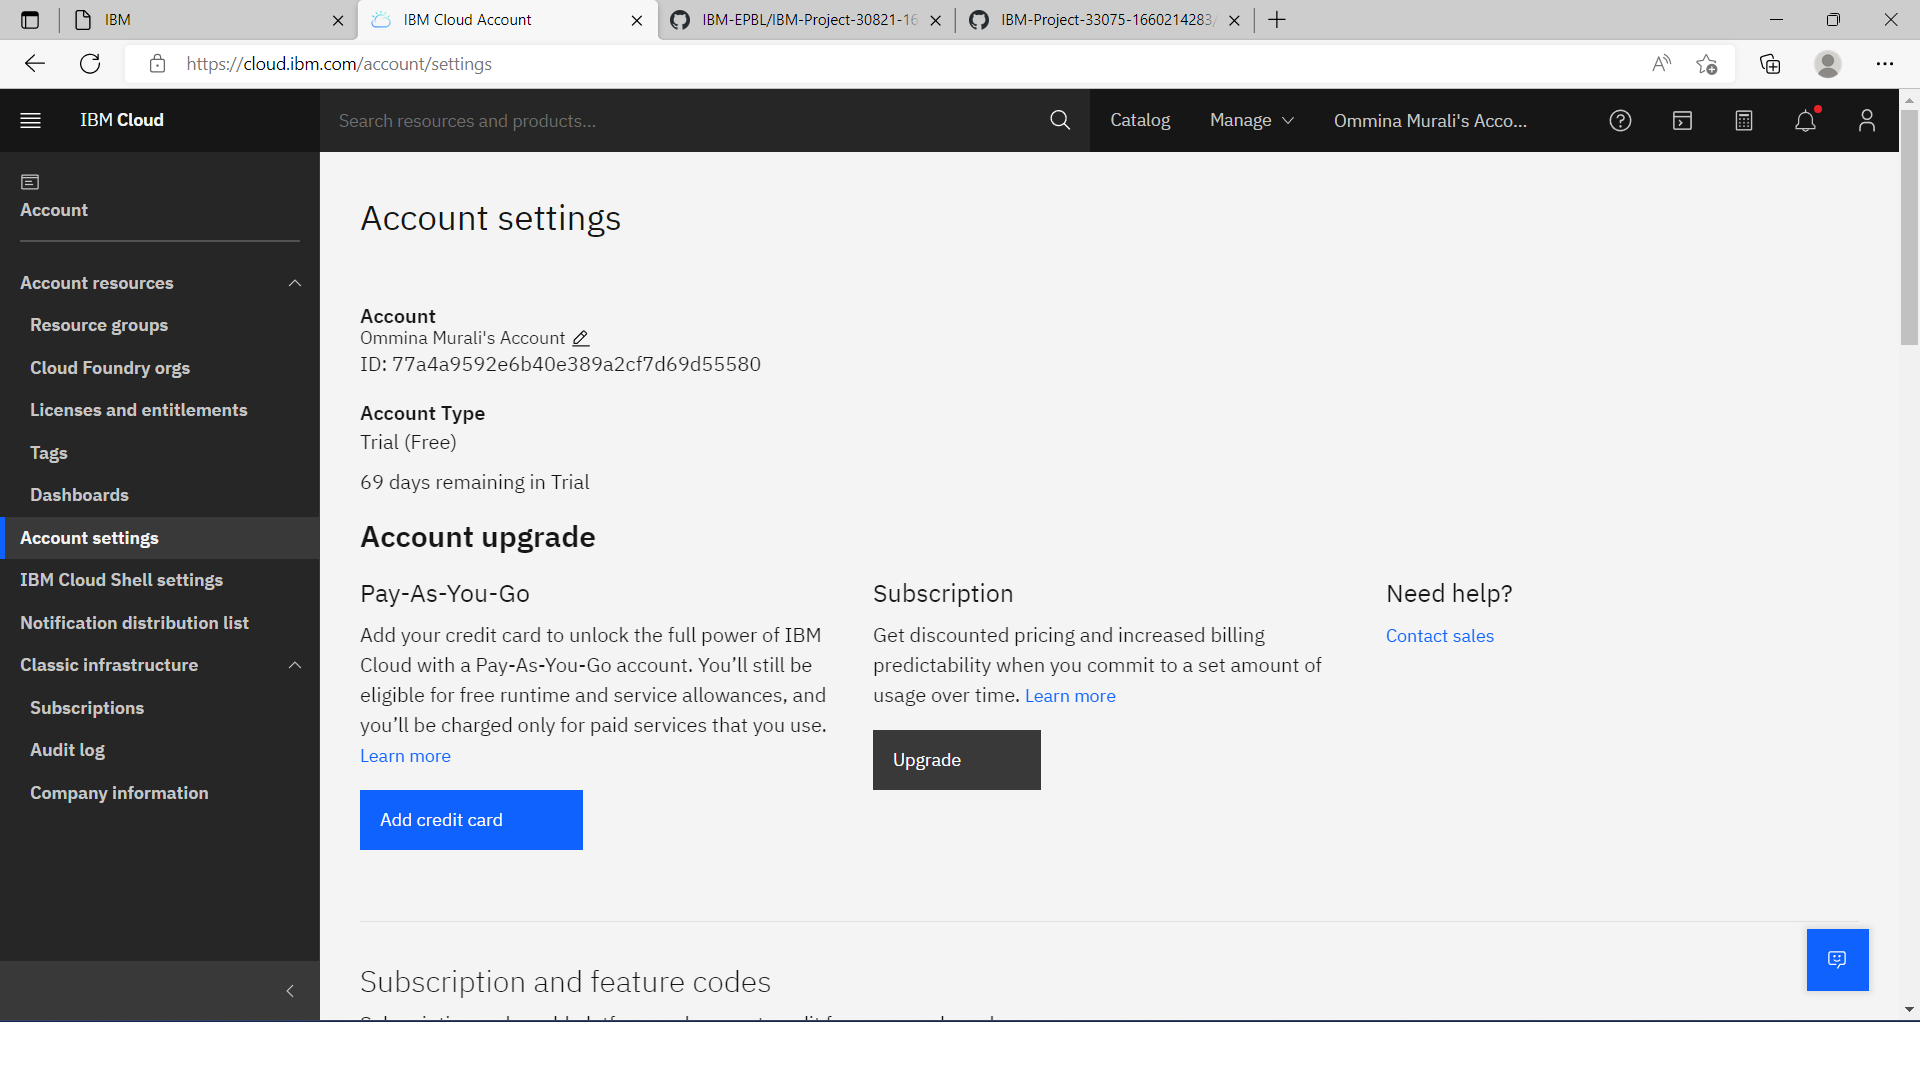 IBM
IBM Cloud Account
IBM-EPBL/IBM-Project-30821-16
IBM-Project-33075-1660214283/
https://cloud.ibm.com/account/settings
IBM Cloud
Search resources and products...
Catalog
Manage
Ommina Murali's Acco...
Account
Account resources
Resource groups
Cloud Foundry orgs
Licenses and entitlements
Tags
Dashboards
Account settings
IBM Cloud Shell settings
Notification distribution list
Classic infrastructure
Subscriptions
Audit log
Company information
Account settings
Account
Ommina Murali's Account
ID: 77a4a9592e6b40e389a2cf7d69d55580
Account Type
Trial (Free)
69 days remaining in Trial
Account upgrade
Pay-As-You-Go
Add your credit card to unlock the full power of IBM
Cloud with a Pay-As-You-Go account. You’ll still be
eligible for free runtime and service allowances, and
you’ll be charged only for paid services that you use.
Learn more
Add credit card
Subscription
Get discounted pricing and increased billing
predictability when you commit to a set amount of
usage over time. Learn more
Upgrade
Need help?
Contact sales
Subscription and feature codes